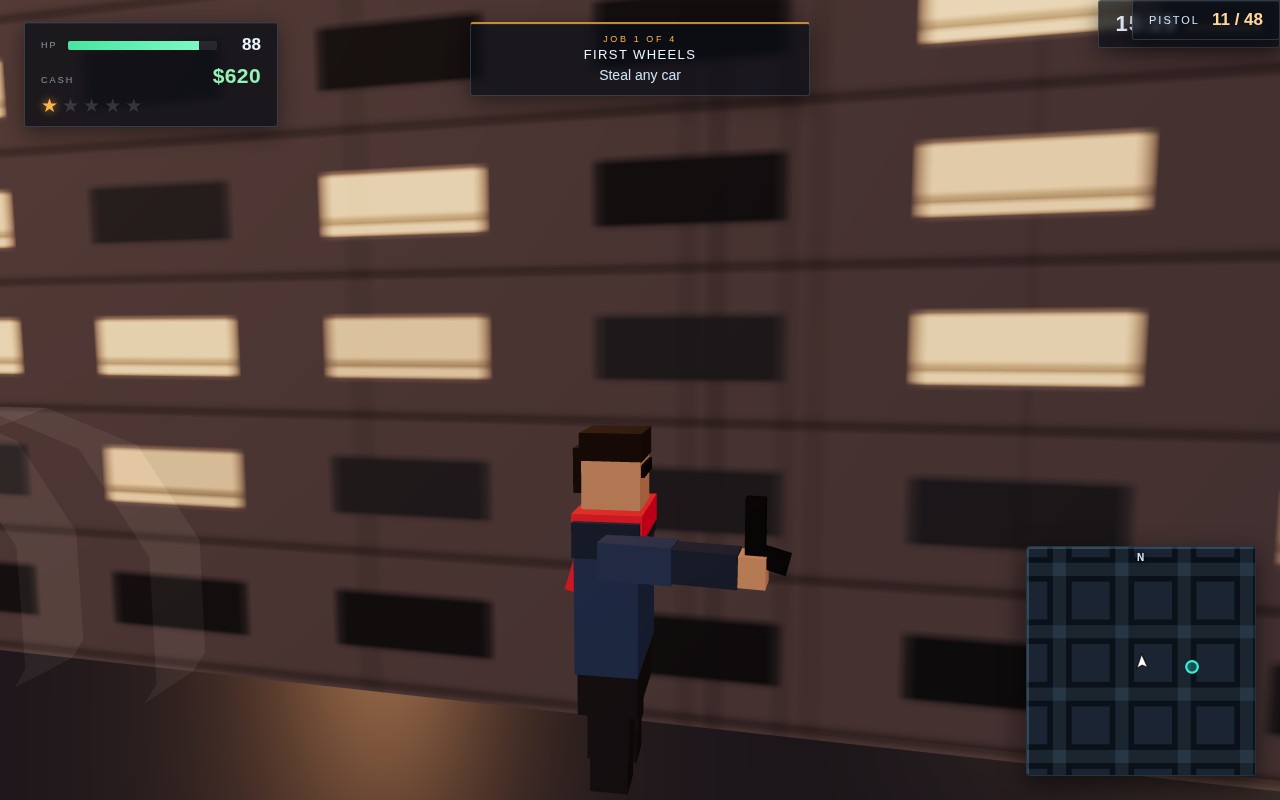 HP 88
CASH $620
JOB 1 OF 4
FIRST WHEELS
Steal any car
PISTOL 11 / 48
N